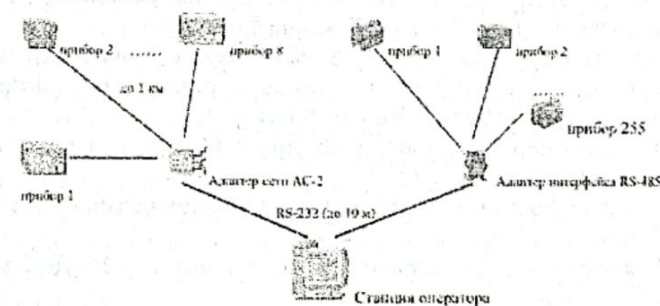 прибор 2 ...... прибор 8
прибор 1
прибор 2
до 1 км
......
прибор 255
прибор 1
Адаптер сети АС-2
Адаптер интерфейса RS-485
RS-232 (до 10 м)
Станция оператора